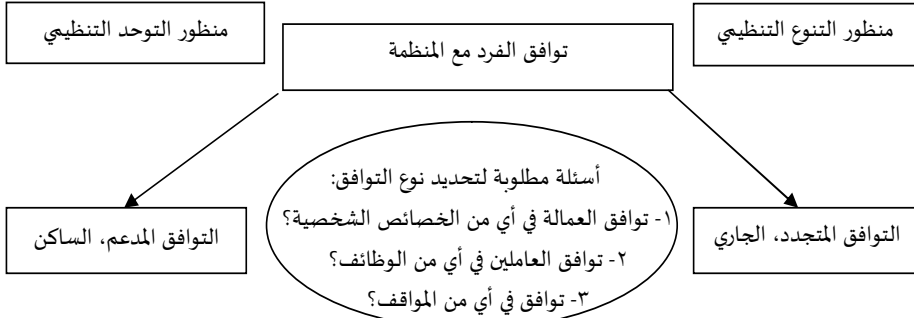 منظور التنوع التنظيمي
منظور التوحد التنظيمي
توافق الفرد مع المنظمة
أسئلة مطلوبة لتحديد نوع التوافق:
١- توافق العمالة في أي من الخصائص الشخصية؟
٢- توافق العاملين في أي من الوظائف؟
٣- توافق في أي من المواقف؟
التوافق المتجدد، الجاري
التوافق المدعم، الساكن